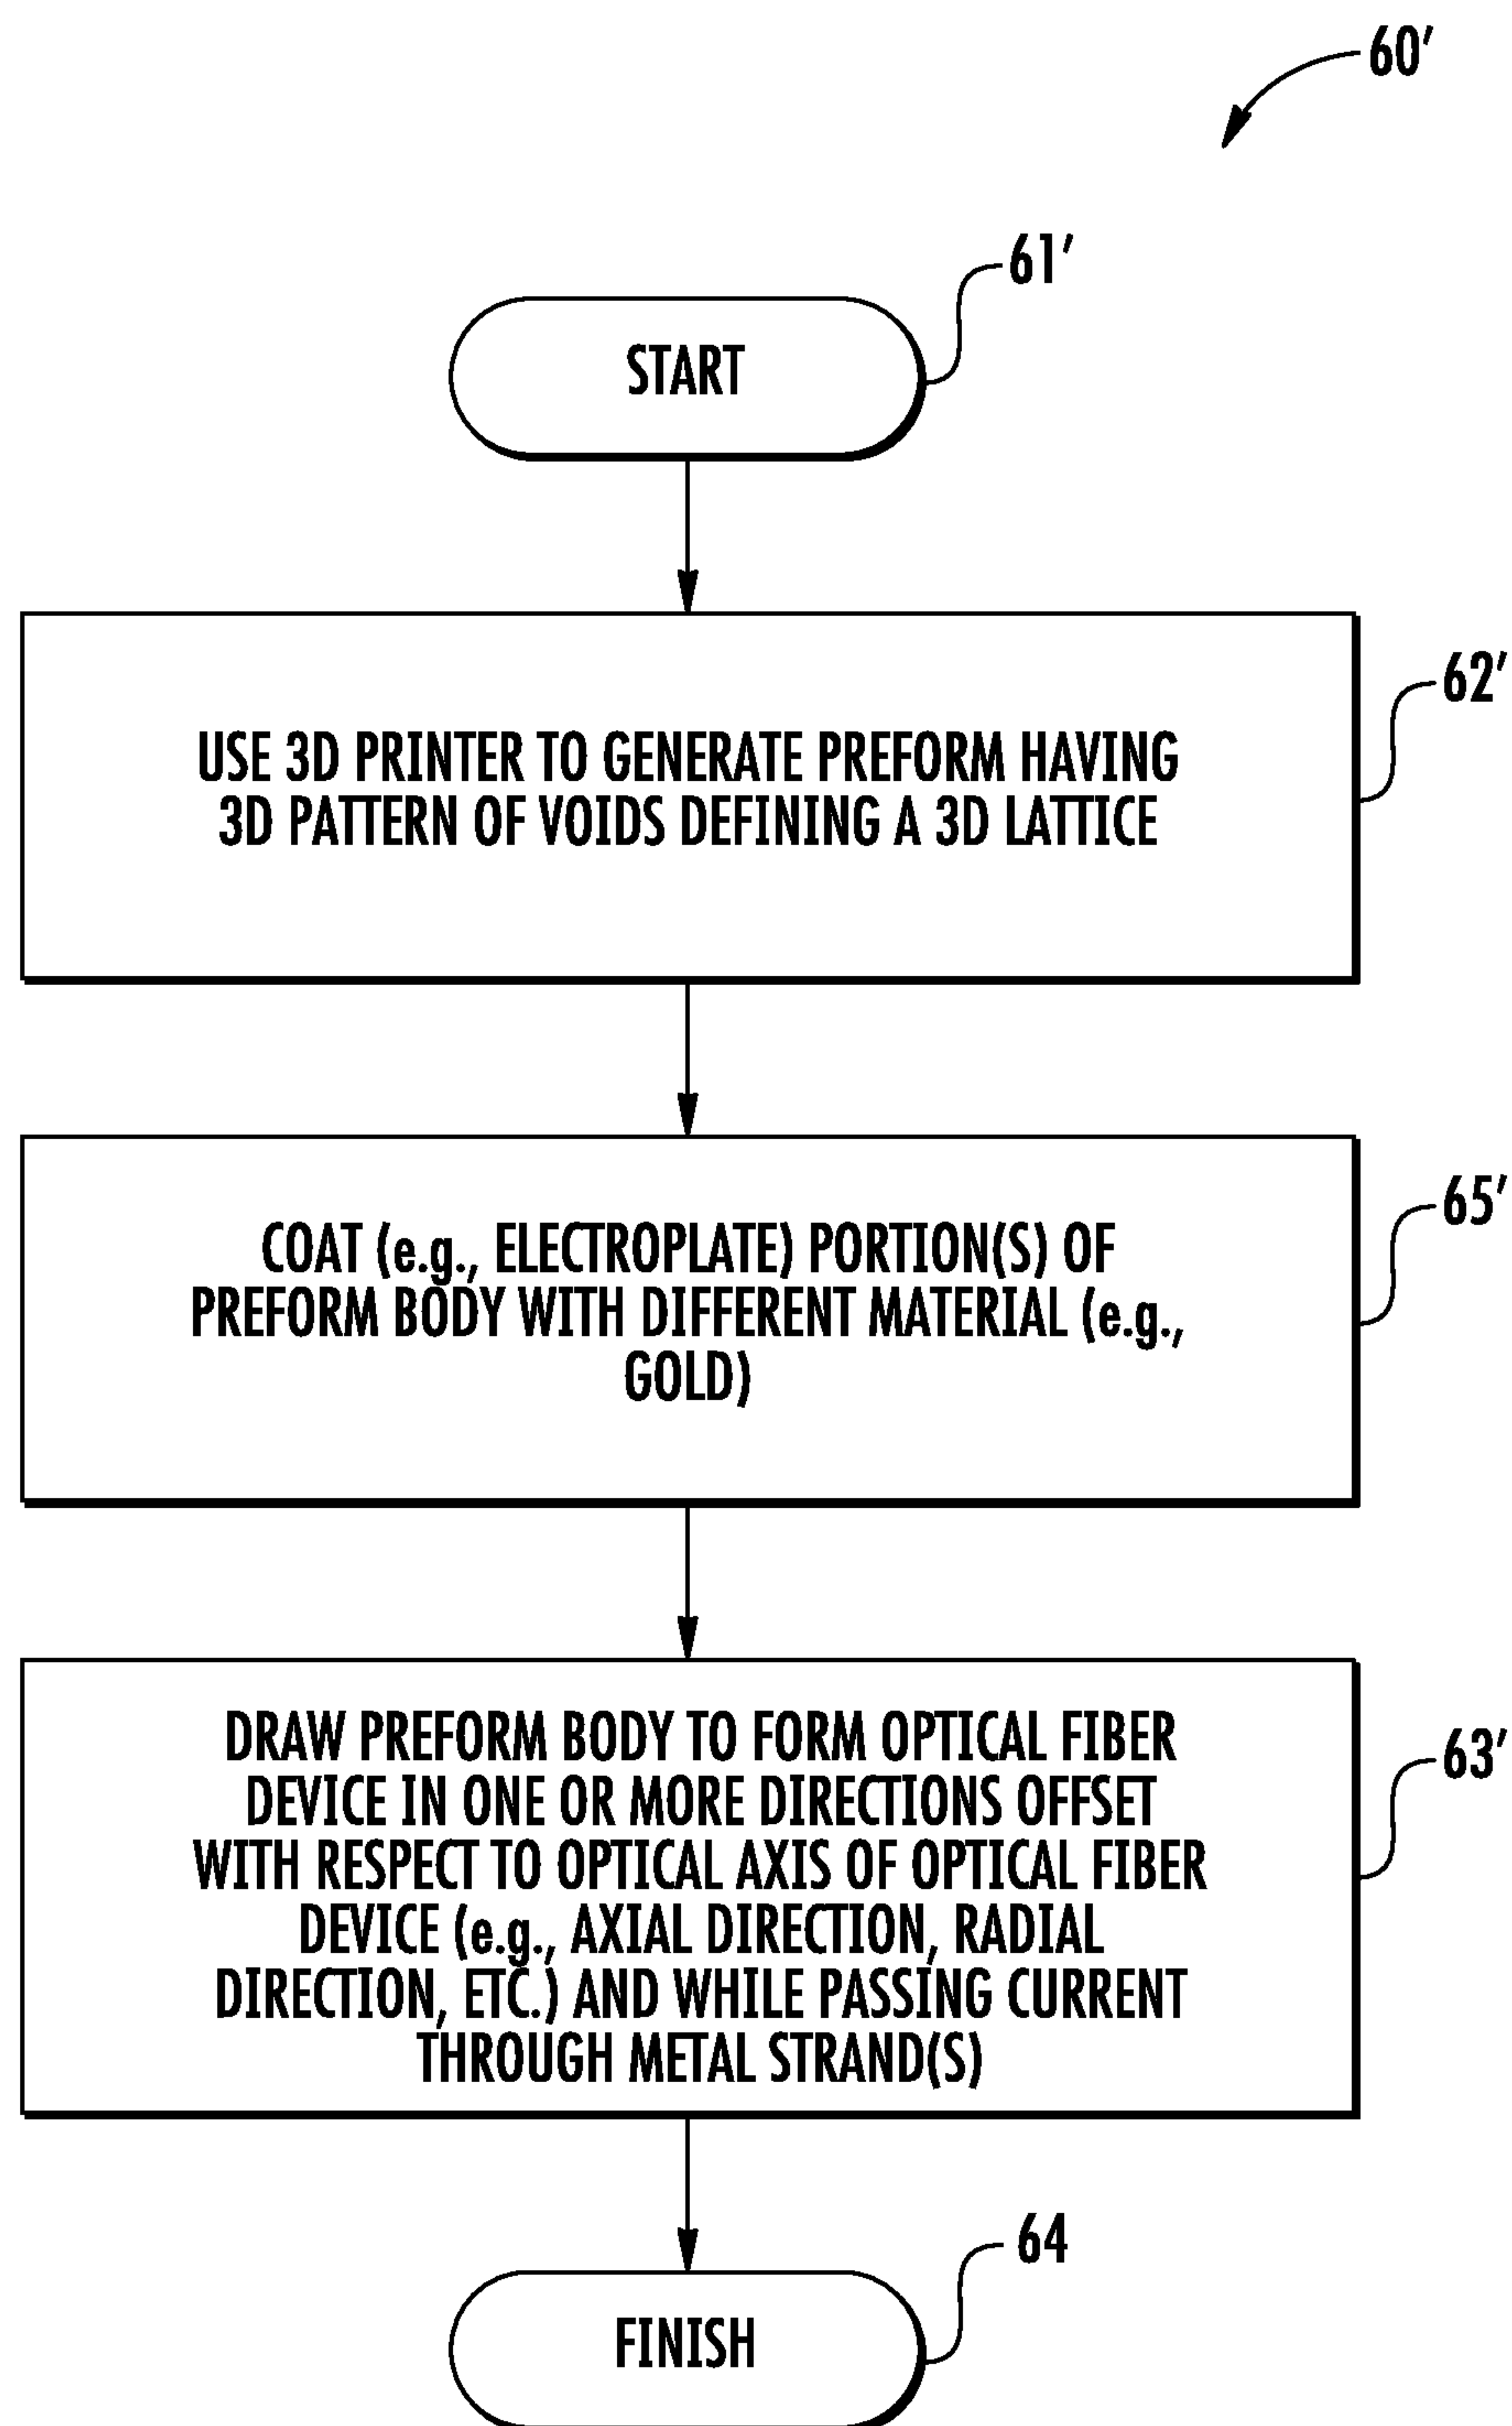 60'
61'
START
62'
USE 3D PRINTER TO GENERATE PREFORM HAVING
3D PATTERN OF VOIDS DEFINING A 3D LATTICE
65'
COAT (e.g., ELECTROPLATE) PORTION(S) OF
PREFORM BODY WITH DIFFERENT MATERIAL (e.g.,
GOLD)
63'
DRAW PREFORM BODY TO FORM OPTICAL FIBER
DEVICE IN ONE OR MORE DIRECTIONS OFFSET
WITH RESPECT TO OPTICAL AXIS OF OPTICAL FIBER
DEVICE (e.g., AXIAL DIRECTION, RADIAL
DIRECTION, ETC.) AND WHILE PASSING CURRENT
THROUGH METAL STRAND(S)
64
FINISH